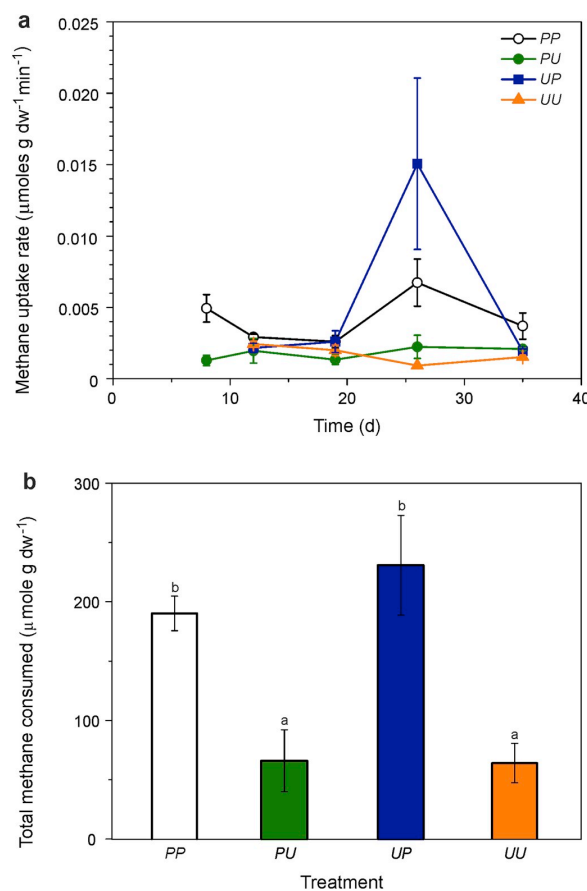 a
Methane uptake rate (μmoles g dw⁻¹ min⁻¹)
0.025
0.020
0.015
0.010
0.005
0
PP
PU
UP
UU
0 10 20 30 40
Time (d)
b
Total methane consumed (μ mole g dw⁻¹)
300
200
100
0
b
a
b
a
PP PU UP UU
Treatment